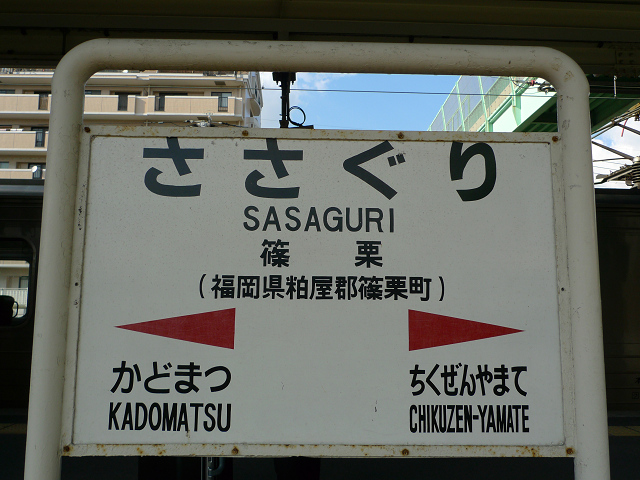 ささぐり
SASAGURI
篠栗
(福岡県粕屋郡篠栗町)
かどまつ
KADOMATSU
ちくぜんやまて
CHIKUZEN-YAMATE